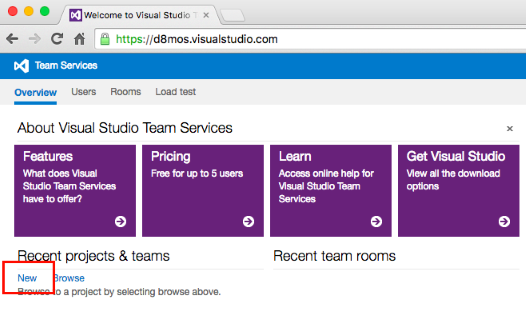 Welcome to Visual Studio T
https://d8mos.visualstudio.com
Team Services
Overview Users Rooms Load test
About Visual Studio Team Services
Features
What does Visual
Studio Team Services
have to offer?
Pricing
Free for up to 5 users
Learn
Access online help for
Visual Studio Team
Services
Get Visual Studio
View all the download
options
Recent projects & teams
Recent team rooms
New Browse
Browse to a project by selecting browse above.